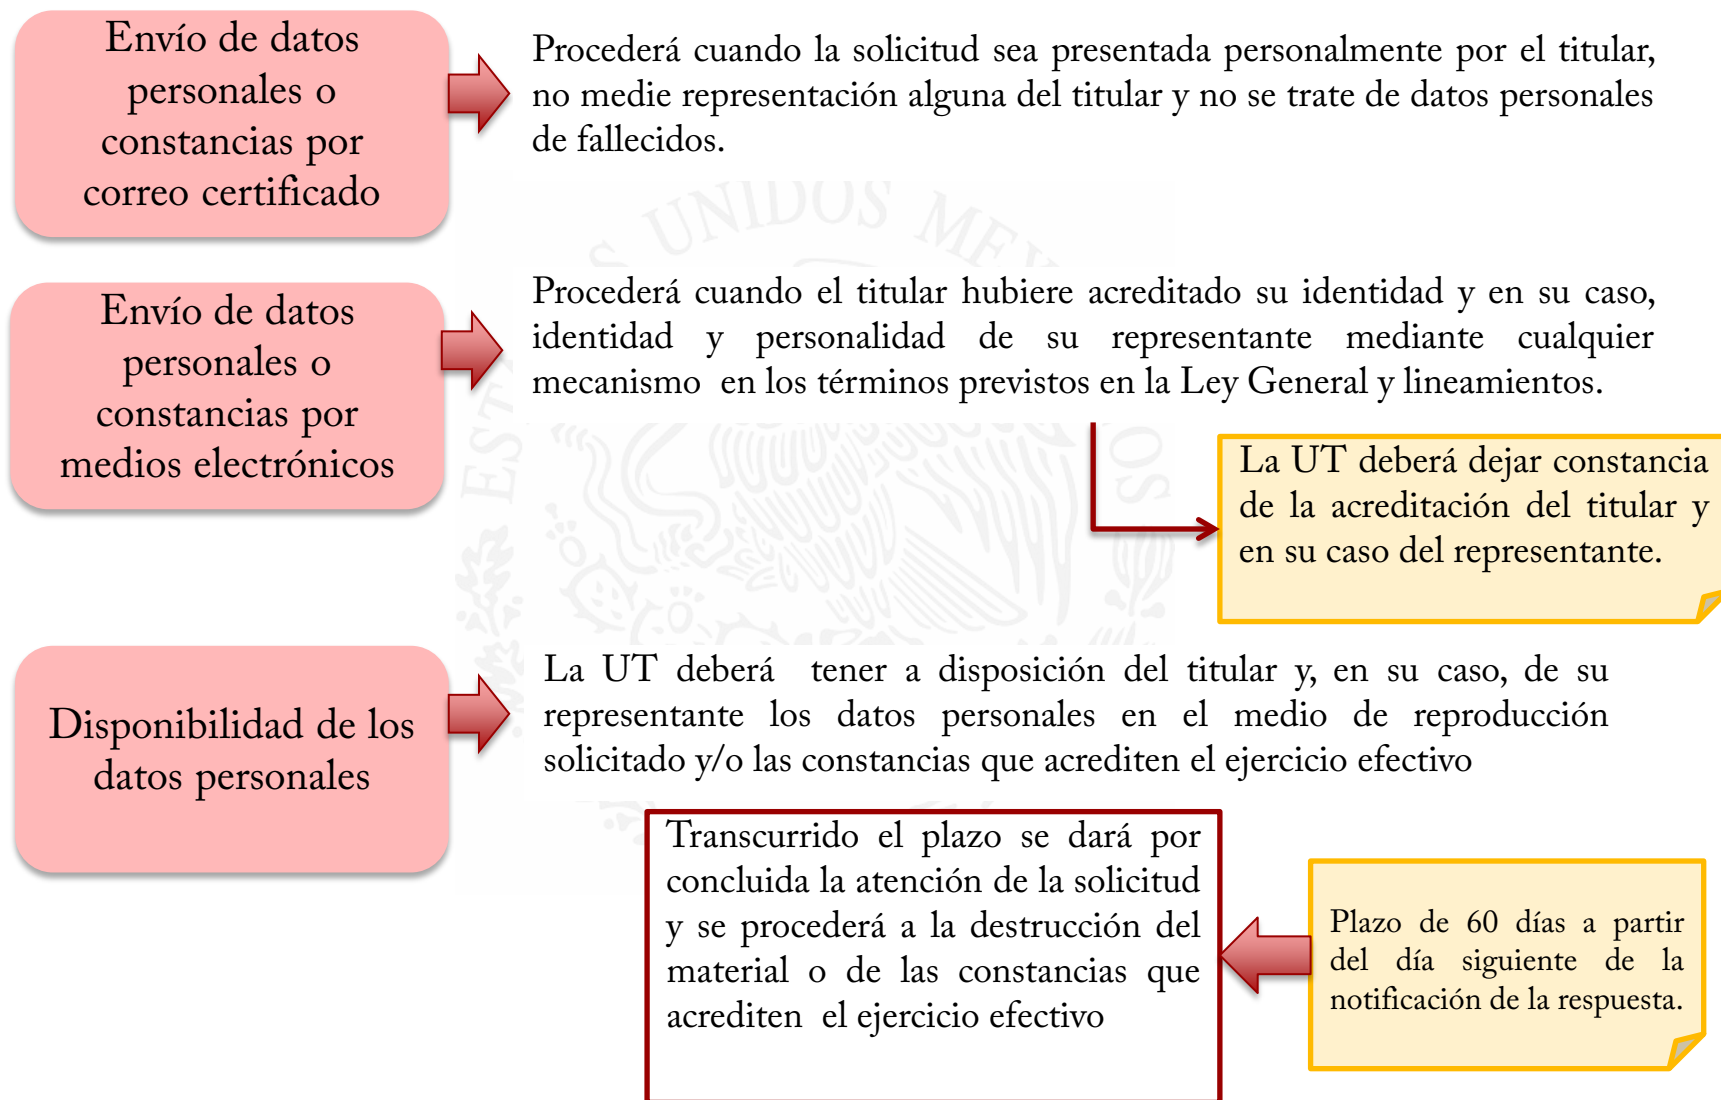 Envío de datos
personales o
constancias por
correo certificado
Procederá cuando la solicitud sea presentada personalmente por el titular,
no medie representación alguna del titular y no se trate de datos personales
de fallecidos.
UNIDOS MEX
Envío de datos
personales o
constancias por
medios electrónicos
Procederá cuando el titular hubiere acreditado su identidad y en su caso,
identidad y personalidad de su representante mediante cualquier
mecanismo en los términos previstos en la Ley General y lineamientos.
EST
OS
La UT deberá dejar constancia
de la acreditación del titular y
en su caso del representante.
Disponibilidad de los
datos personales
La UT deberá tener a disposición del titular y, en su caso, de su
representante los datos personales en el medio de reproducción
solicitado y/o las constancias que acrediten el ejercicio efectivo
Transcurrido el plazo se dará por
concluida la atención de la solicitud
y se procederá a la destrucción del
material o de las constancias que
acrediten el ejercicio efectivo
Plazo de 60 días a partir
del día siguiente de la
notificación de la respuesta.